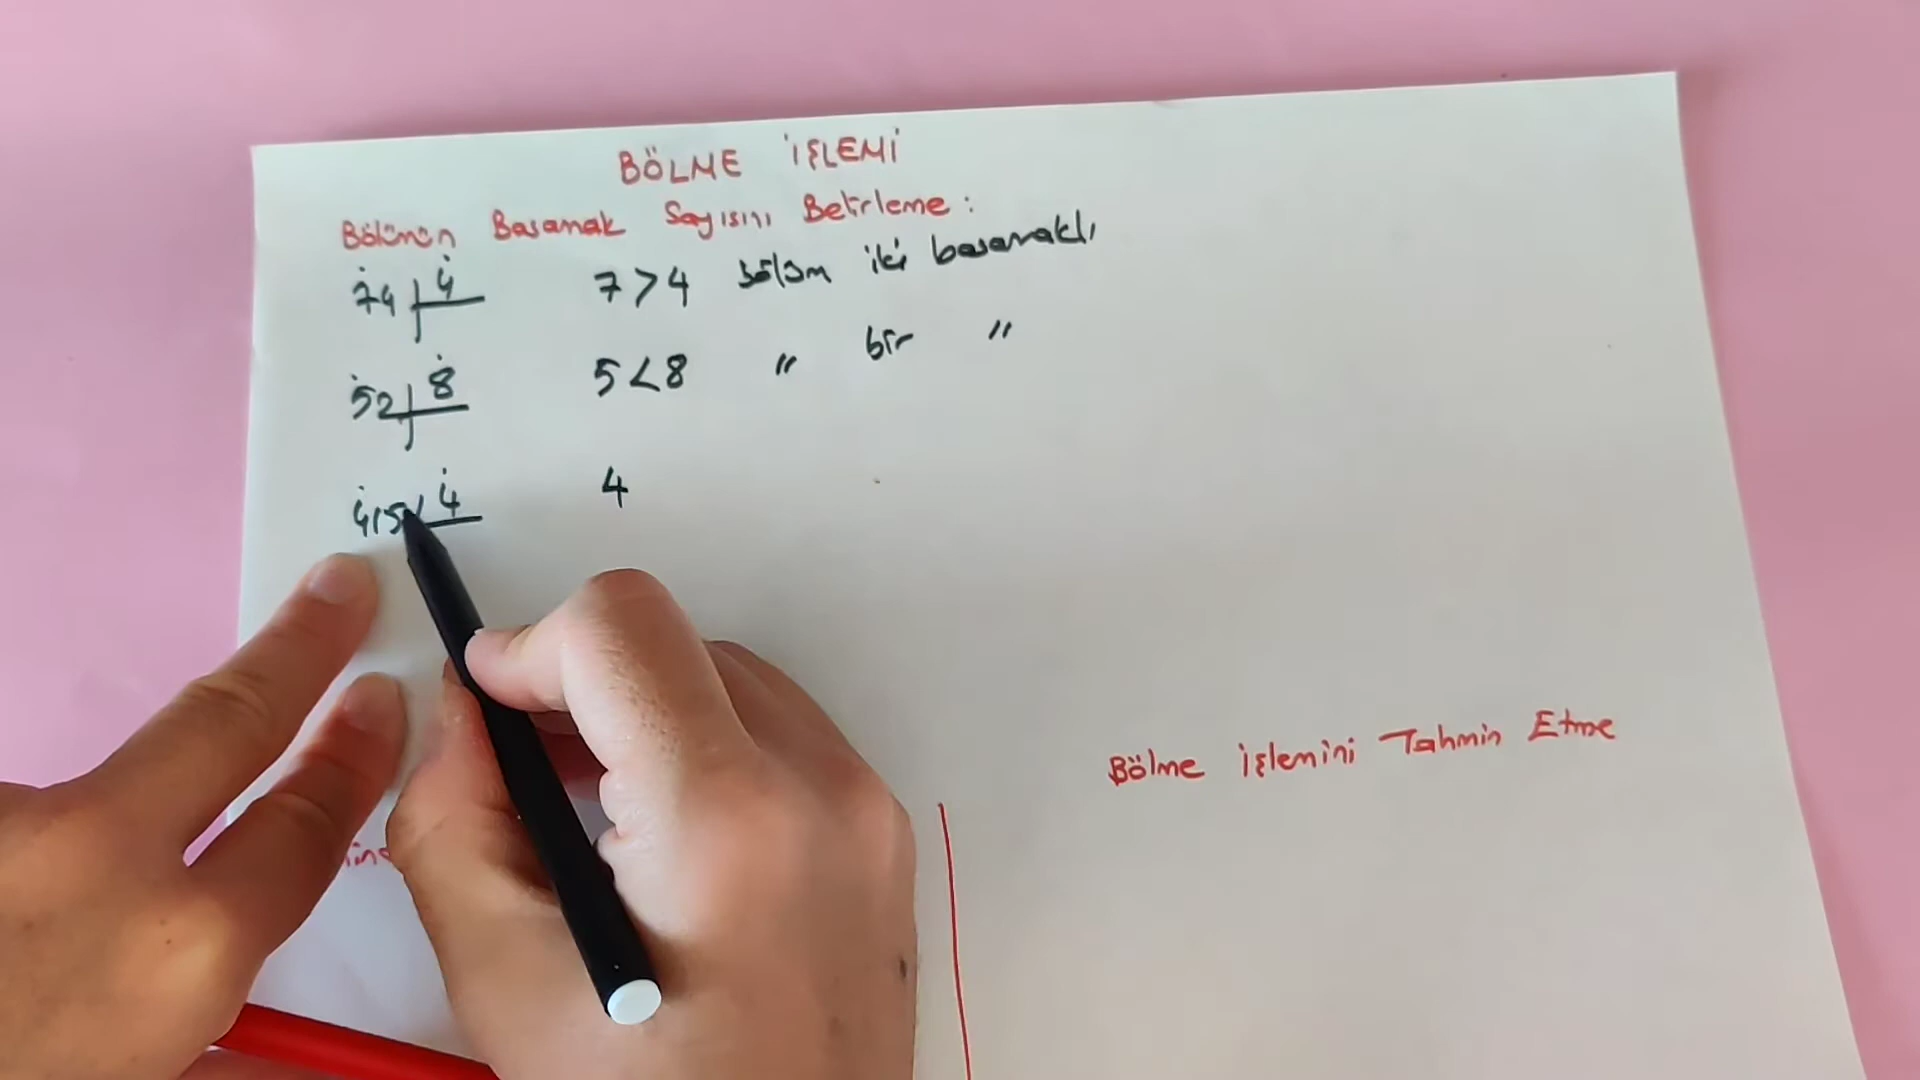 BÖLME İŞLEMİ
Bölümün Basamak Sayısını Belirleme:
74 4 7>4 Bölüm iki basamaklı
52 8 5<8 " bir "
415 4 4
Bölme İşlemini Tahmin Etme